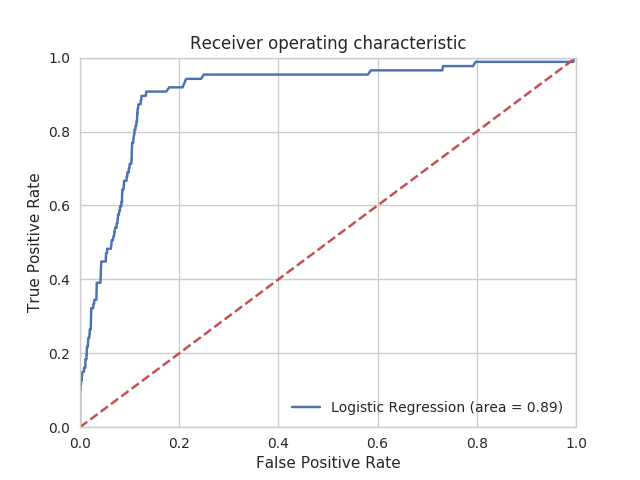 Receiver operating characteristic
1.0
0.8
0.6
0.4
0.2
0.0
True Positive Rate
Logistic Regression (area = 0.89)
0.0 0.2 0.4 0.6 0.8 1.0
False Positive Rate